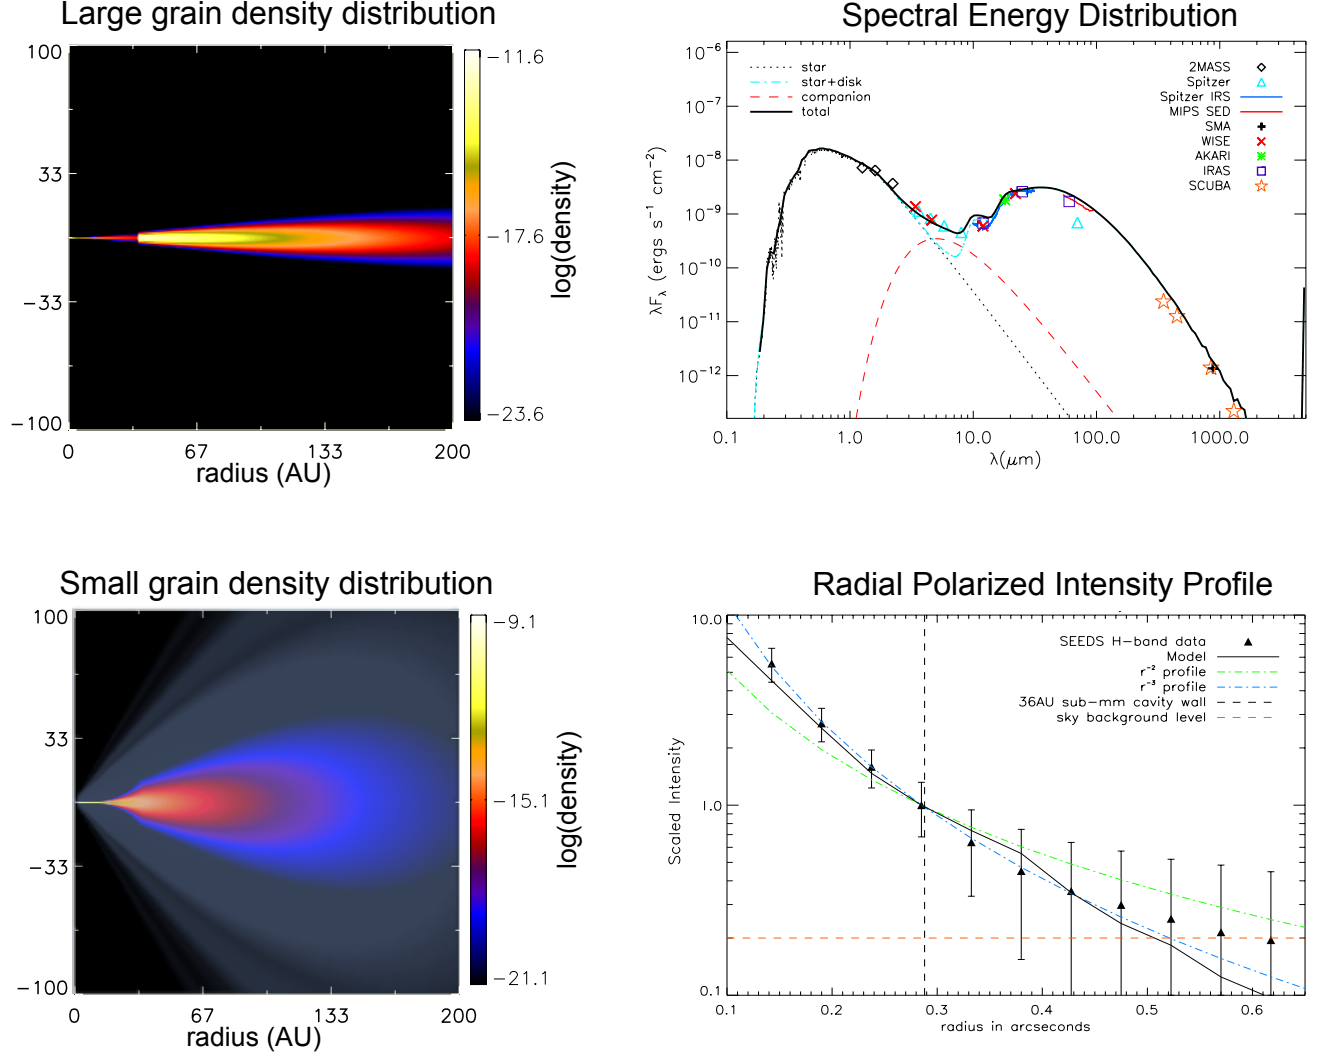 Large grain density distribution
100
33
−33
−100
0 67 133 200
radius (AU)
−11.6
−17.6
−23.6
log(density)
Spectral Energy Distribution
10⁻⁶
10⁻⁷
10⁻⁸
10⁻⁹
10⁻¹⁰
10⁻¹¹
10⁻¹²
λFλ (ergs s⁻¹ cm⁻²)
star
star+disk
companion
total
2MASS
Spitzer
Spitzer IRS
MIPS SED
SMA
WISE
AKARI
IRAS
SCUBA
0.1 1.0 10.0 100.0 1000.0
λ(μm)
Small grain density distribution
100
33
−33
−100
0 67 133 200
radius (AU)
−9.1
−15.1
−21.1
log(density)
Radial Polarized Intensity Profile
10.0
1.0
0.1
Scaled Intensity
SEEDS H−band data
Model
r⁻² profile
r⁻³ profile
36AU sub−mm cavity wall
sky background level
0.1 0.2 0.3 0.4 0.5 0.6
radius in arcseconds